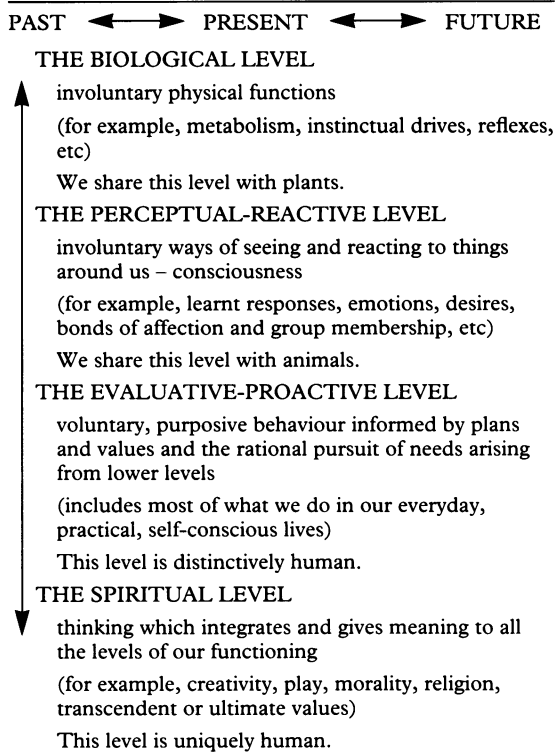 PAST PRESENT FUTURE
THE BIOLOGICAL LEVEL
involuntary physical functions
(for example, metabolism, instinctual drives, reflexes,
etc)
We share this level with plants.
THE PERCEPTUAL-REACTIVE LEVEL
involuntary ways of seeing and reacting to things
around us – consciousness
(for example, learnt responses, emotions, desires,
bonds of affection and group membership, etc)
We share this level with animals.
THE EVALUATIVE-PROACTIVE LEVEL
voluntary, purposive behaviour informed by plans
and values and the rational pursuit of needs arising
from lower levels
(includes most of what we do in our everyday,
practical, self-conscious lives)
This level is distinctively human.
THE SPIRITUAL LEVEL
thinking which integrates and gives meaning to all
the levels of our functioning
(for example, creativity, play, morality, religion,
transcendent or ultimate values)
This level is uniquely human.